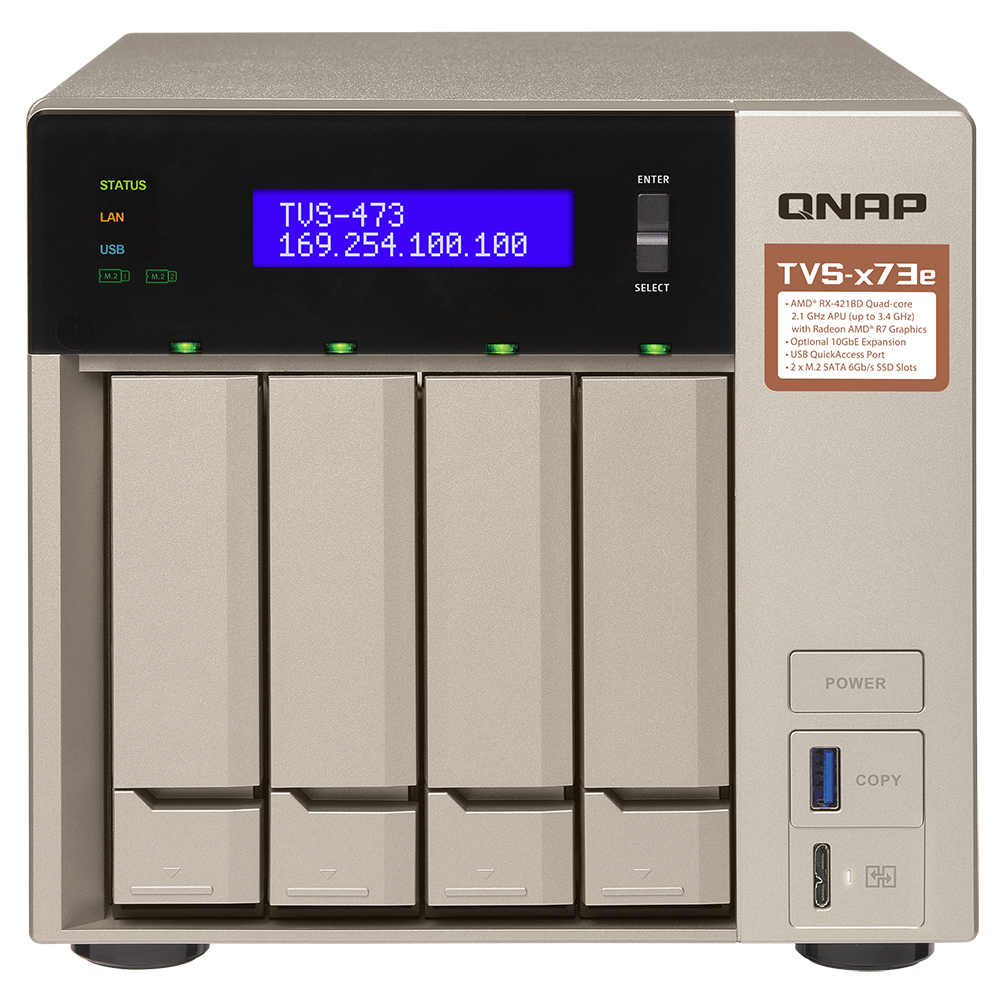 STATUS
LAN
USB
M.2 1 M.2 2
TVS-473
169.254.100.100
ENTER
SELECT
QNAP
TVS-x73e
• AMD® RX-421BD Quad-core
2.1 GHz APU (up to 3.4 GHz)
with Radeon AMD® R7 Graphics
• Optional 10GbE Expansion
• USB QuickAccess Port
• 2 x M.2 SATA 6Gb/s SSD Slots
POWER
COPY